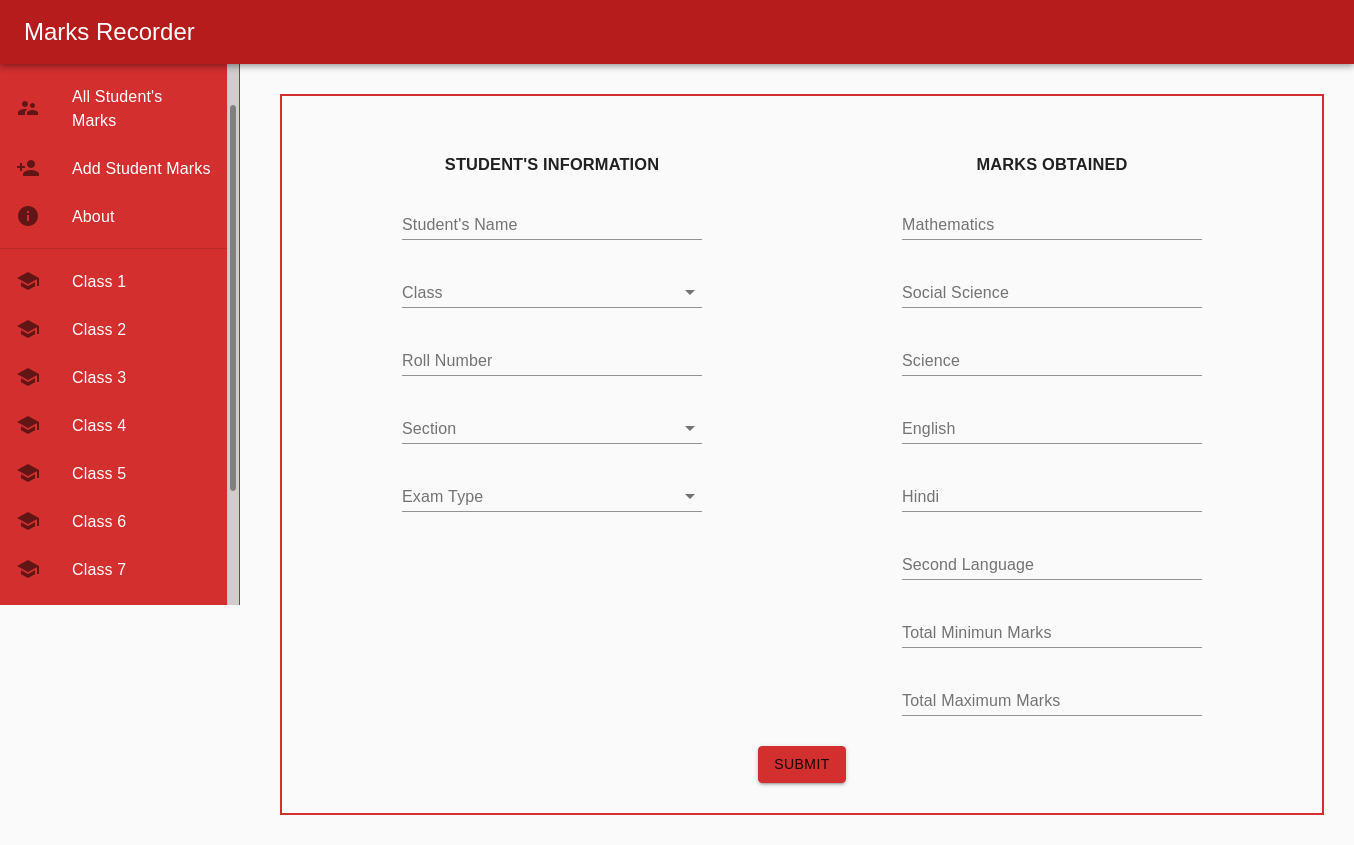 Marks Recorder
All Student's
Marks
Add Student Marks
About
Class 1
Class 2
Class 3
Class 4
Class 5
Class 6
Class 7
STUDENT'S INFORMATION
Student's Name
Class
Roll Number
Section
Exam Type
MARKS OBTAINED
Mathematics
Social Science
Science
English
Hindi
Second Language
Total Minimun Marks
Total Maximum Marks
SUBMIT